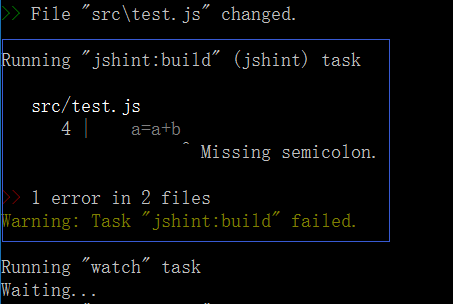 >> File "src\test.js" changed.
Running "jshint:build" (jshint) task
src/test.js
4 |    a=a+b
^ Missing semicolon.
>> 1 error in 2 files
Warning: Task "jshint:build" failed.
Running "watch" task
Waiting...